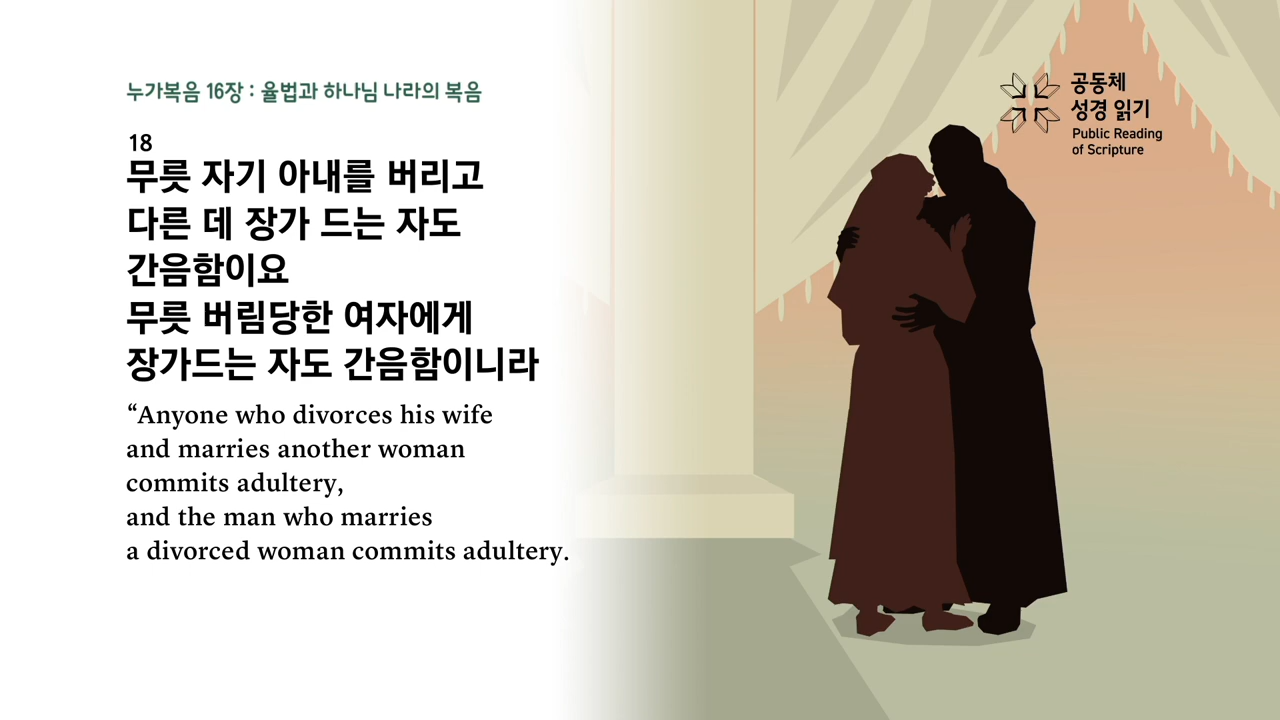 누가복음 16장 : 율법과 하나님 나라의 복음
18
무릇 자기 아내를 버리고
다른 데 장가 드는 자도
간음함이요
무릇 버림당한 여자에게
장가드는 자도 간음함이니라
“Anyone who divorces his wife
and marries another woman
commits adultery,
and the man who marries
a divorced woman commits adultery.
공동체
성경 읽기
Public Reading
of Scripture